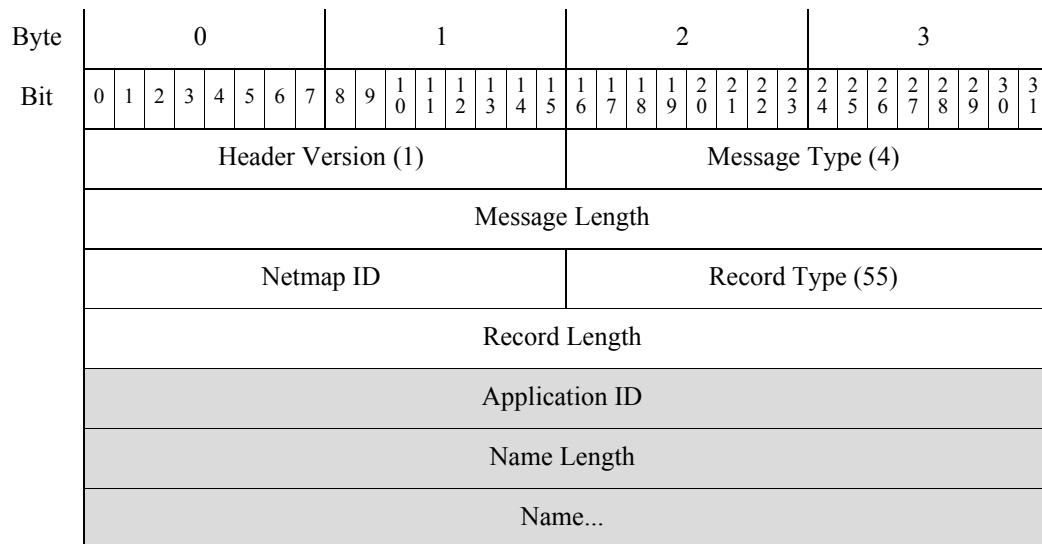 Byte 0 1 2 3
Bit 0 1 2 3 4 5 6 7 8 9 10 11 12 13 14 15 16 17 18 19 20 21 22 23 24 25 26 27 28 29 30 31
Header Version (1) Message Type (4)
Message Length
Netmap ID Record Type (55)
Record Length
Application ID
Name Length
Name...